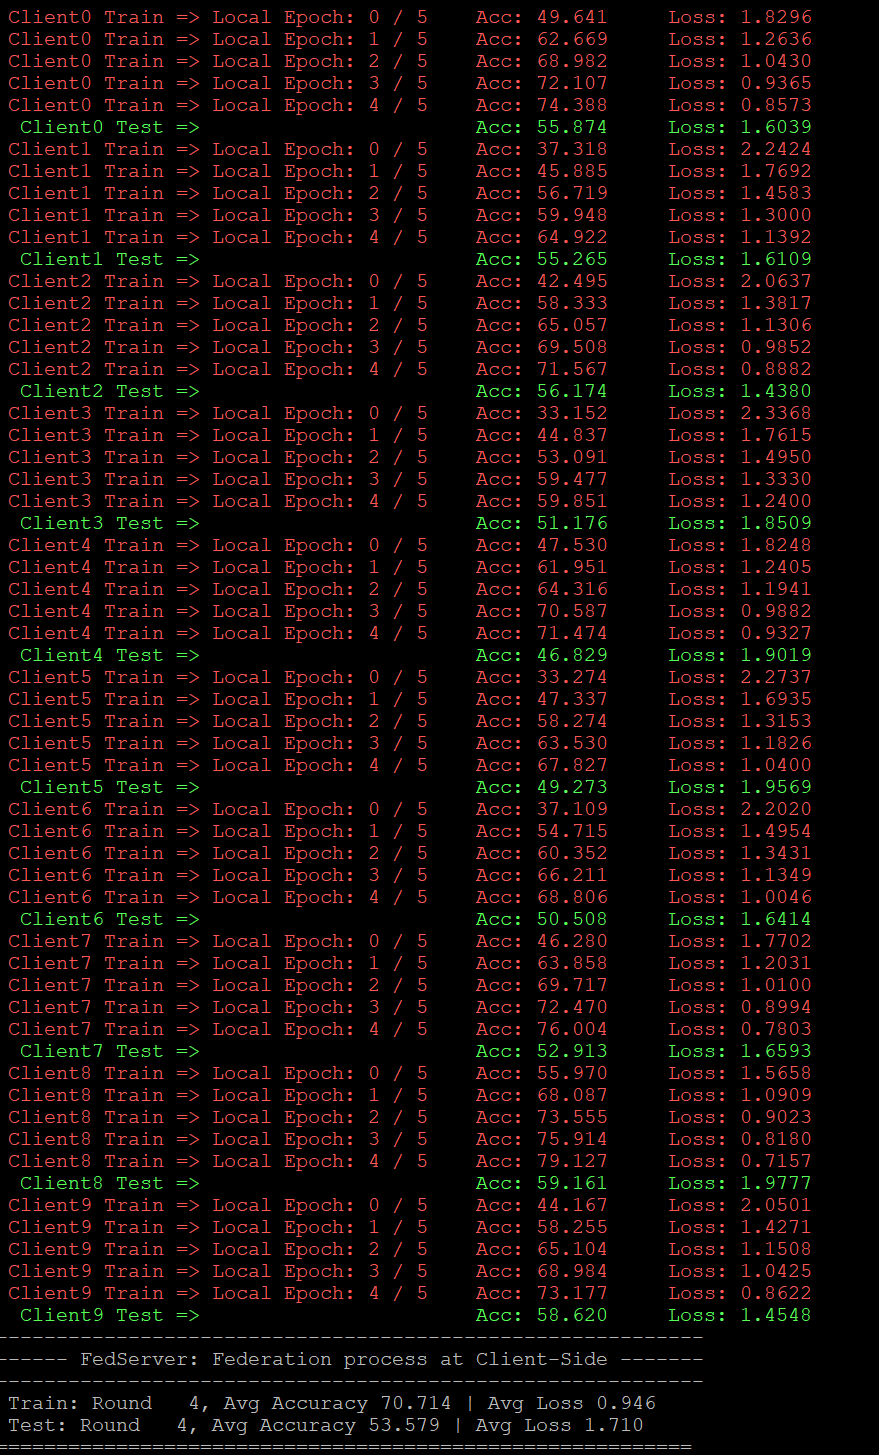 Client0 Train => Local Epoch: 0 / 5 Acc: 49.641 Loss: 1.8296
Client0 Train => Local Epoch: 1 / 5 Acc: 62.669 Loss: 1.2636
Client0 Train => Local Epoch: 2 / 5 Acc: 68.982 Loss: 1.0430
Client0 Train => Local Epoch: 3 / 5 Acc: 72.107 Loss: 0.9365
Client0 Train => Local Epoch: 4 / 5 Acc: 74.388 Loss: 0.8573
Client0 Test => Acc: 55.874 Loss: 1.6039
Client1 Train => Local Epoch: 0 / 5 Acc: 37.318 Loss: 2.2424
Client1 Train => Local Epoch: 1 / 5 Acc: 45.885 Loss: 1.7692
Client1 Train => Local Epoch: 2 / 5 Acc: 56.719 Loss: 1.4583
Client1 Train => Local Epoch: 3 / 5 Acc: 59.948 Loss: 1.3000
Client1 Train => Local Epoch: 4 / 5 Acc: 64.922 Loss: 1.1392
Client1 Test => Acc: 55.265 Loss: 1.6109
Client2 Train => Local Epoch: 0 / 5 Acc: 42.495 Loss: 2.0637
Client2 Train => Local Epoch: 1 / 5 Acc: 58.333 Loss: 1.3817
Client2 Train => Local Epoch: 2 / 5 Acc: 65.057 Loss: 1.1306
Client2 Train => Local Epoch: 3 / 5 Acc: 69.508 Loss: 0.9852
Client2 Train => Local Epoch: 4 / 5 Acc: 71.567 Loss: 0.8882
Client2 Test => Acc: 56.174 Loss: 1.4380
Client3 Train => Local Epoch: 0 / 5 Acc: 33.152 Loss: 2.3368
Client3 Train => Local Epoch: 1 / 5 Acc: 44.837 Loss: 1.7615
Client3 Train => Local Epoch: 2 / 5 Acc: 53.091 Loss: 1.4950
Client3 Train => Local Epoch: 3 / 5 Acc: 59.477 Loss: 1.3330
Client3 Train => Local Epoch: 4 / 5 Acc: 59.851 Loss: 1.2400
Client3 Test => Acc: 51.176 Loss: 1.8509
Client4 Train => Local Epoch: 0 / 5 Acc: 47.530 Loss: 1.8248
Client4 Train => Local Epoch: 1 / 5 Acc: 61.951 Loss: 1.2405
Client4 Train => Local Epoch: 2 / 5 Acc: 64.316 Loss: 1.1941
Client4 Train => Local Epoch: 3 / 5 Acc: 70.587 Loss: 0.9882
Client4 Train => Local Epoch: 4 / 5 Acc: 71.474 Loss: 0.9327
Client4 Test => Acc: 46.829 Loss: 1.9019
Client5 Train => Local Epoch: 0 / 5 Acc: 33.274 Loss: 2.2737
Client5 Train => Local Epoch: 1 / 5 Acc: 47.337 Loss: 1.6935
Client5 Train => Local Epoch: 2 / 5 Acc: 58.274 Loss: 1.3153
Client5 Train => Local Epoch: 3 / 5 Acc: 63.530 Loss: 1.1826
Client5 Train => Local Epoch: 4 / 5 Acc: 67.827 Loss: 1.0400
Client5 Test => Acc: 49.273 Loss: 1.9569
Client6 Train => Local Epoch: 0 / 5 Acc: 37.109 Loss: 2.2020
Client6 Train => Local Epoch: 1 / 5 Acc: 54.715 Loss: 1.4954
Client6 Train => Local Epoch: 2 / 5 Acc: 60.352 Loss: 1.3431
Client6 Train => Local Epoch: 3 / 5 Acc: 66.211 Loss: 1.1349
Client6 Train => Local Epoch: 4 / 5 Acc: 68.806 Loss: 1.0046
Client6 Test => Acc: 50.508 Loss: 1.6414
Client7 Train => Local Epoch: 0 / 5 Acc: 46.280 Loss: 1.7702
Client7 Train => Local Epoch: 1 / 5 Acc: 63.858 Loss: 1.2031
Client7 Train => Local Epoch: 2 / 5 Acc: 69.717 Loss: 1.0100
Client7 Train => Local Epoch: 3 / 5 Acc: 72.470 Loss: 0.8994
Client7 Train => Local Epoch: 4 / 5 Acc: 76.004 Loss: 0.7803
Client7 Test => Acc: 52.913 Loss: 1.6593
Client8 Train => Local Epoch: 0 / 5 Acc: 55.970 Loss: 1.5658
Client8 Train => Local Epoch: 1 / 5 Acc: 68.087 Loss: 1.0909
Client8 Train => Local Epoch: 2 / 5 Acc: 73.555 Loss: 0.9023
Client8 Train => Local Epoch: 3 / 5 Acc: 75.914 Loss: 0.8180
Client8 Train => Local Epoch: 4 / 5 Acc: 79.127 Loss: 0.7157
Client8 Test => Acc: 59.161 Loss: 1.9777
Client9 Train => Local Epoch: 0 / 5 Acc: 44.167 Loss: 2.0501
Client9 Train => Local Epoch: 1 / 5 Acc: 58.255 Loss: 1.4271
Client9 Train => Local Epoch: 2 / 5 Acc: 65.104 Loss: 1.1508
Client9 Train => Local Epoch: 3 / 5 Acc: 68.984 Loss: 1.0425
Client9 Train => Local Epoch: 4 / 5 Acc: 73.177 Loss: 0.8622
Client9 Test => Acc: 58.620 Loss: 1.4548
-----------------------------------------------------------
------ FedServer: Federation process at Client-Side -------
-----------------------------------------------------------
Train: Round 4, Avg Accuracy 70.714 | Avg Loss 0.946
Test: Round 4, Avg Accuracy 53.579 | Avg Loss 1.710
==========================================================